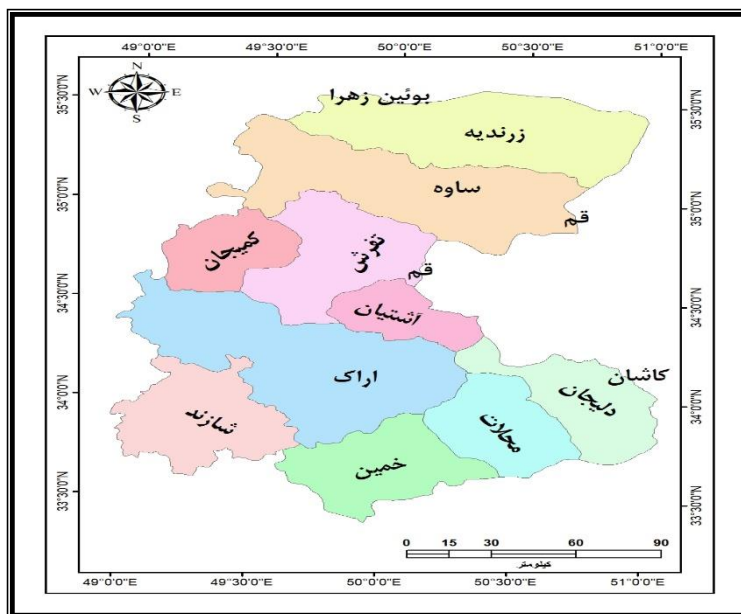 49°0'0"E 49°30'0"E 50°0'0"E 50°30'0"E 51°0'0"E
N
W E
S
35°30'0"N
35°30'0"N
بوئین زهرا
زرندیه
35°0'0"N
35°0'0"N
ساوه
قم
کمیجان
تفرش
قم
34°30'0"N
34°30'0"N
آشتیان
اراک
کاشان
دلیجان
34°0'0"N
34°0'0"N
شازند
محلات
خمین
33°30'0"N
33°30'0"N
0 15 30 60 90
کیلومتر
49°0'0"E 49°30'0"E 50°0'0"E 50°30'0"E 51°0'0"E